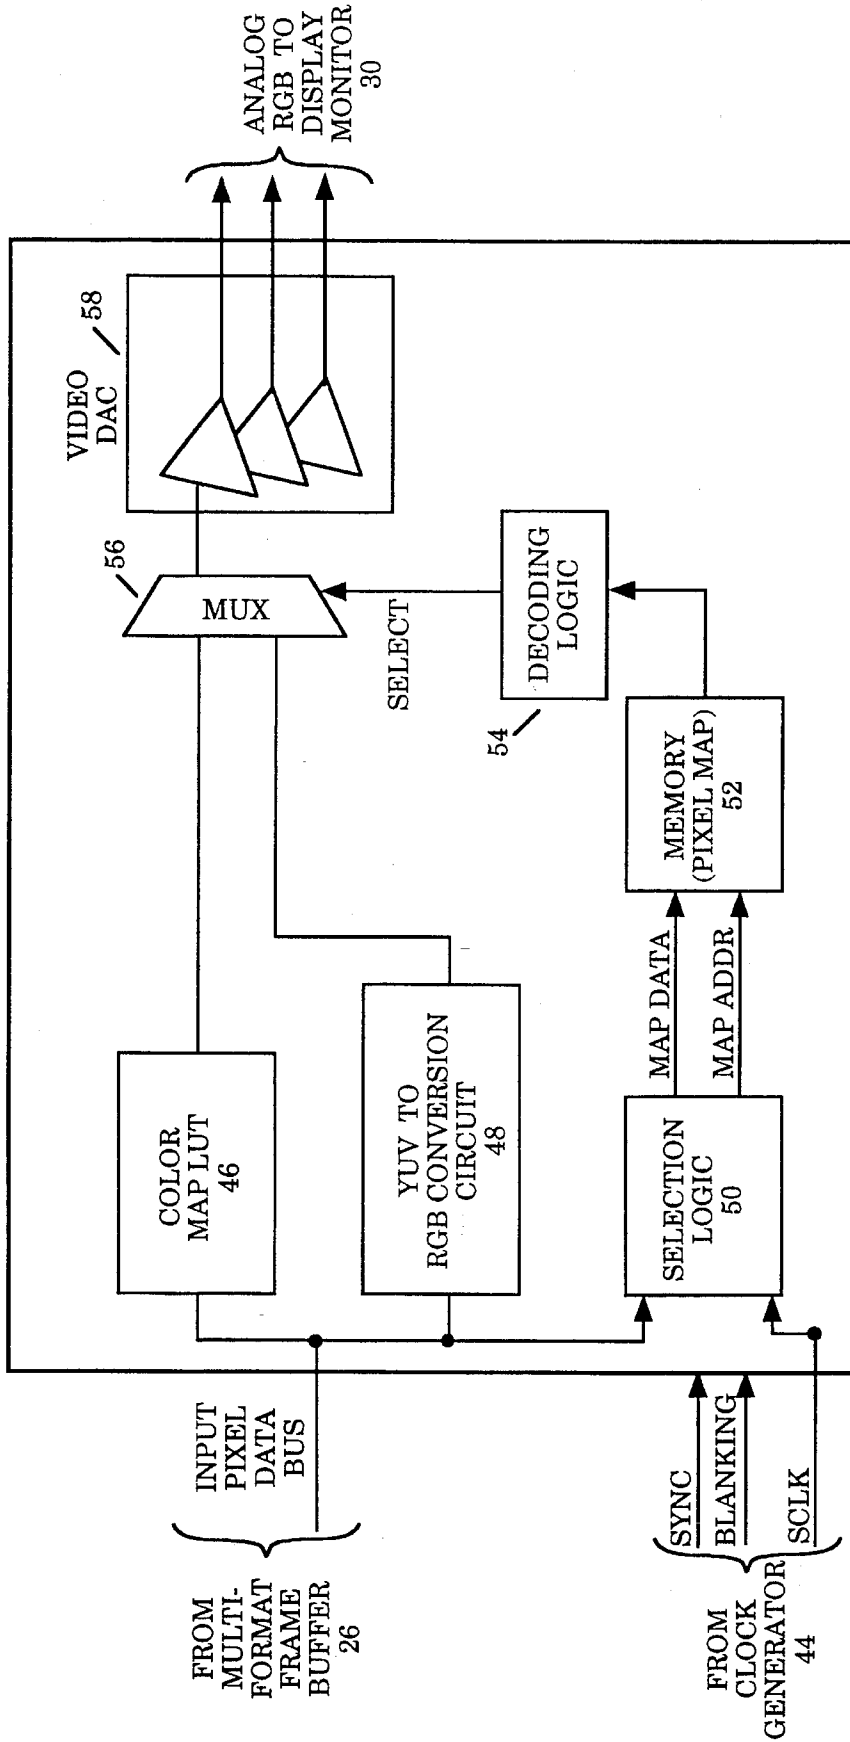 FROM
MULTI-
FORMAT
FRAME
BUFFER
26
INPUT
PIXEL
DATA
BUS
COLOR
MAP LUT
46
YUV TO
RGB CONVERSION
CIRCUIT
48
MUX
56
VIDEO
DAC
58
ANALOG
RGB TO
DISPLAY
MONITOR
30
FROM
CLOCK
GENERATOR
44
SYNC
BLANKING
SCLK
SELECTION
LOGIC
50
MAP DATA
MAP ADDR
MEMORY
(PIXEL MAP)
52
54
DECODING
LOGIC
SELECT